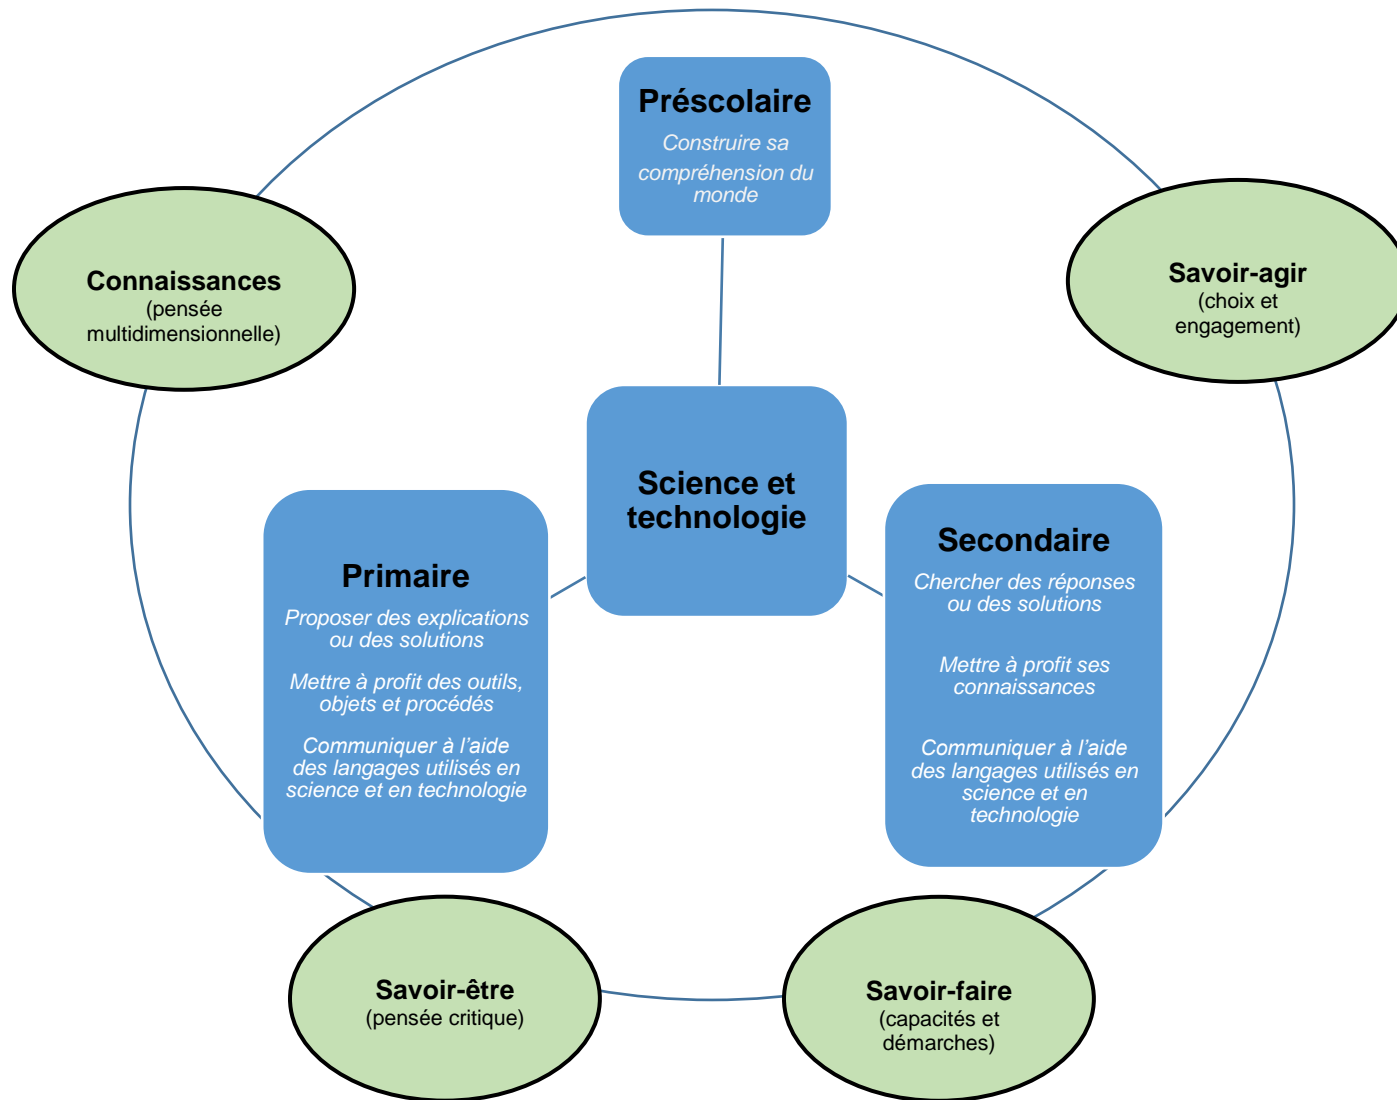 Préscolaire
Construire sa
compréhension du
monde
Connaissances
(pensée
multidimensionnelle)
Savoir-agir
(choix et
engagement)
Science et
technologie
Primaire
Proposer des explications
ou des solutions
Mettre à profit des outils,
objets et procédés
Communiquer à l’aide
des langages utilisés en
science et en technologie
Secondaire
Chercher des réponses
ou des solutions
Mettre à profit ses
connaissances
Communiquer à l’aide
des langages utilisés en
science et en
technologie
Savoir-être
(pensée critique)
Savoir-faire
(capacités et
démarches)